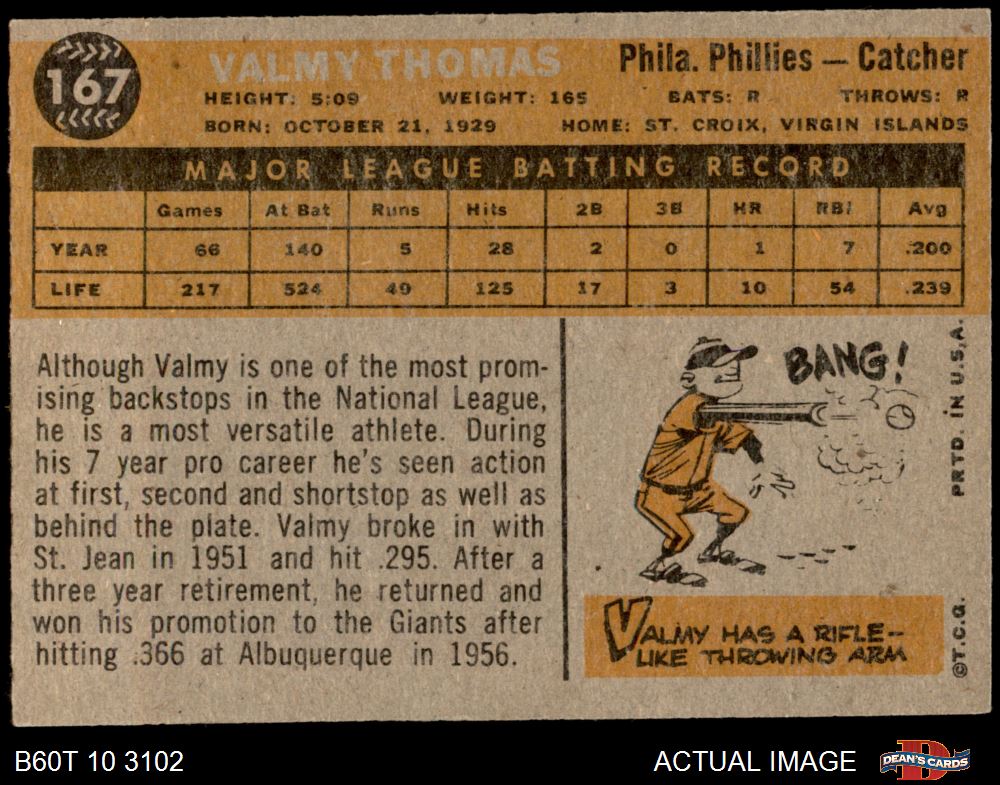 167
VALMY THOMAS
Phila. Phillies — Catcher
HEIGHT: 5:09 WEIGHT: 165 BATS: R THROWS: R
BORN: OCTOBER 21, 1929 HOME: ST. CROIX, VIRGIN ISLANDS
MAJOR LEAGUE BATTING RECORD
Games At Bat Runs Hits 2B 3B HR RBI Avg
YEAR 66 140 5 28 2 0 1 7 .200
LIFE 217 524 49 125 17 3 10 54 .239
Although Valmy is one of the most prom-
ising backstops in the National League,
he is a most versatile athlete. During
his 7 year pro career he's seen action
at first, second and shortstop as well as
behind the plate. Valmy broke in with
St. Jean in 1951 and hit .295. After a
three year retirement, he returned and
won his promotion to the Giants after
hitting .366 at Albuquerque in 1956.
BANG!
VALMY HAS A RIFLE-
LIKE THROWING ARM
©T.C.G. PRTD. IN U.S.A.
B60T 10 3102
ACTUAL IMAGE
D
DEAN'S CARDS